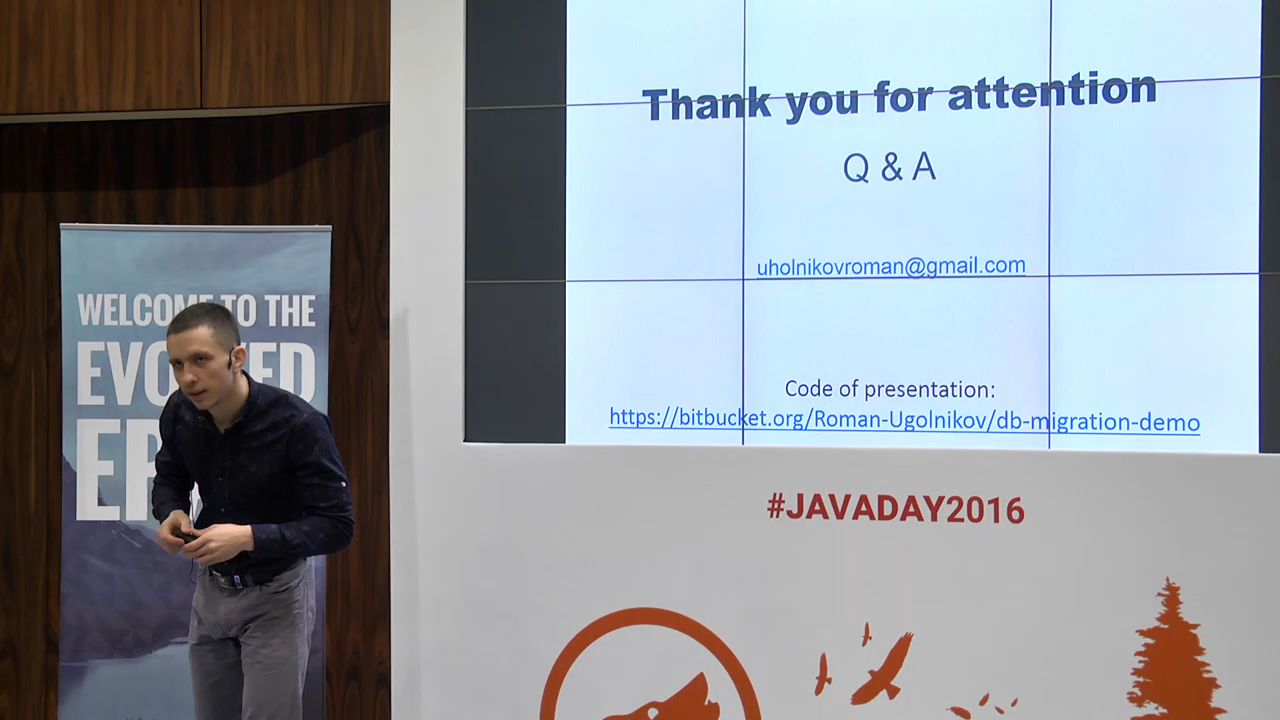 Thank you for attention
Q & A
uholnikovroman@gmail.com
Code of presentation:
https://bitbucket.org/Roman-Ugolnikov/db-migration-demo
#JAVADAY2016
WELCOME TO THE